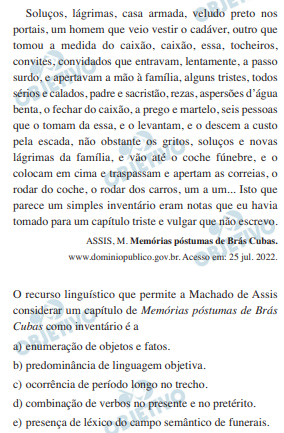 Soluços, lágrimas, casa armada, veludo preto nos
portais, um homem que veio vestir o cadáver, outro que
tomou a medida do caixão, caixão, essa, tocheiros,
convites, convidados que entravam, lentamente, a passo
surdo, e apertavam a mão à família, alguns tristes, todos
sérios e calados, padre e sacristão, rezas, aspersões d'água
benta, o fechar do caixão, a prego e martelo, seis pessoas
que o tomam da essa, e o levantam, e o descem a custo
pela escada, não obstante os gritos, soluços e novas
lágrimas da família, e vão até o coche fúnebre, e o
colocam em cima e traspassam e apertam as correias, o
rodar do coche, o rodar dos carros, um a um... Isto que
parece um simples inventário eram notas que eu havia
tomado para um capítulo triste e vulgar que não escrevo.
ASSIS, M. Memórias póstumas de Brás Cubas.
www.dominiopublico.gov.br. Acesso em: 25 jul. 2022.
O recurso linguístico que permite a Machado de Assis
considerar um capítulo de Memórias póstumas de Brás
Cubas como inventário é a
a) enumeração de objetos e fatos.
b) predominância de linguagem objetiva.
c) ocorrência de período longo no trecho.
d) combinação de verbos no presente e no pretérito.
e) presença de léxico do campo semântico de funerais.
OBJETIVO
OBJETIVO
OBJETIVO
OBJETIVO
OBJETIVO